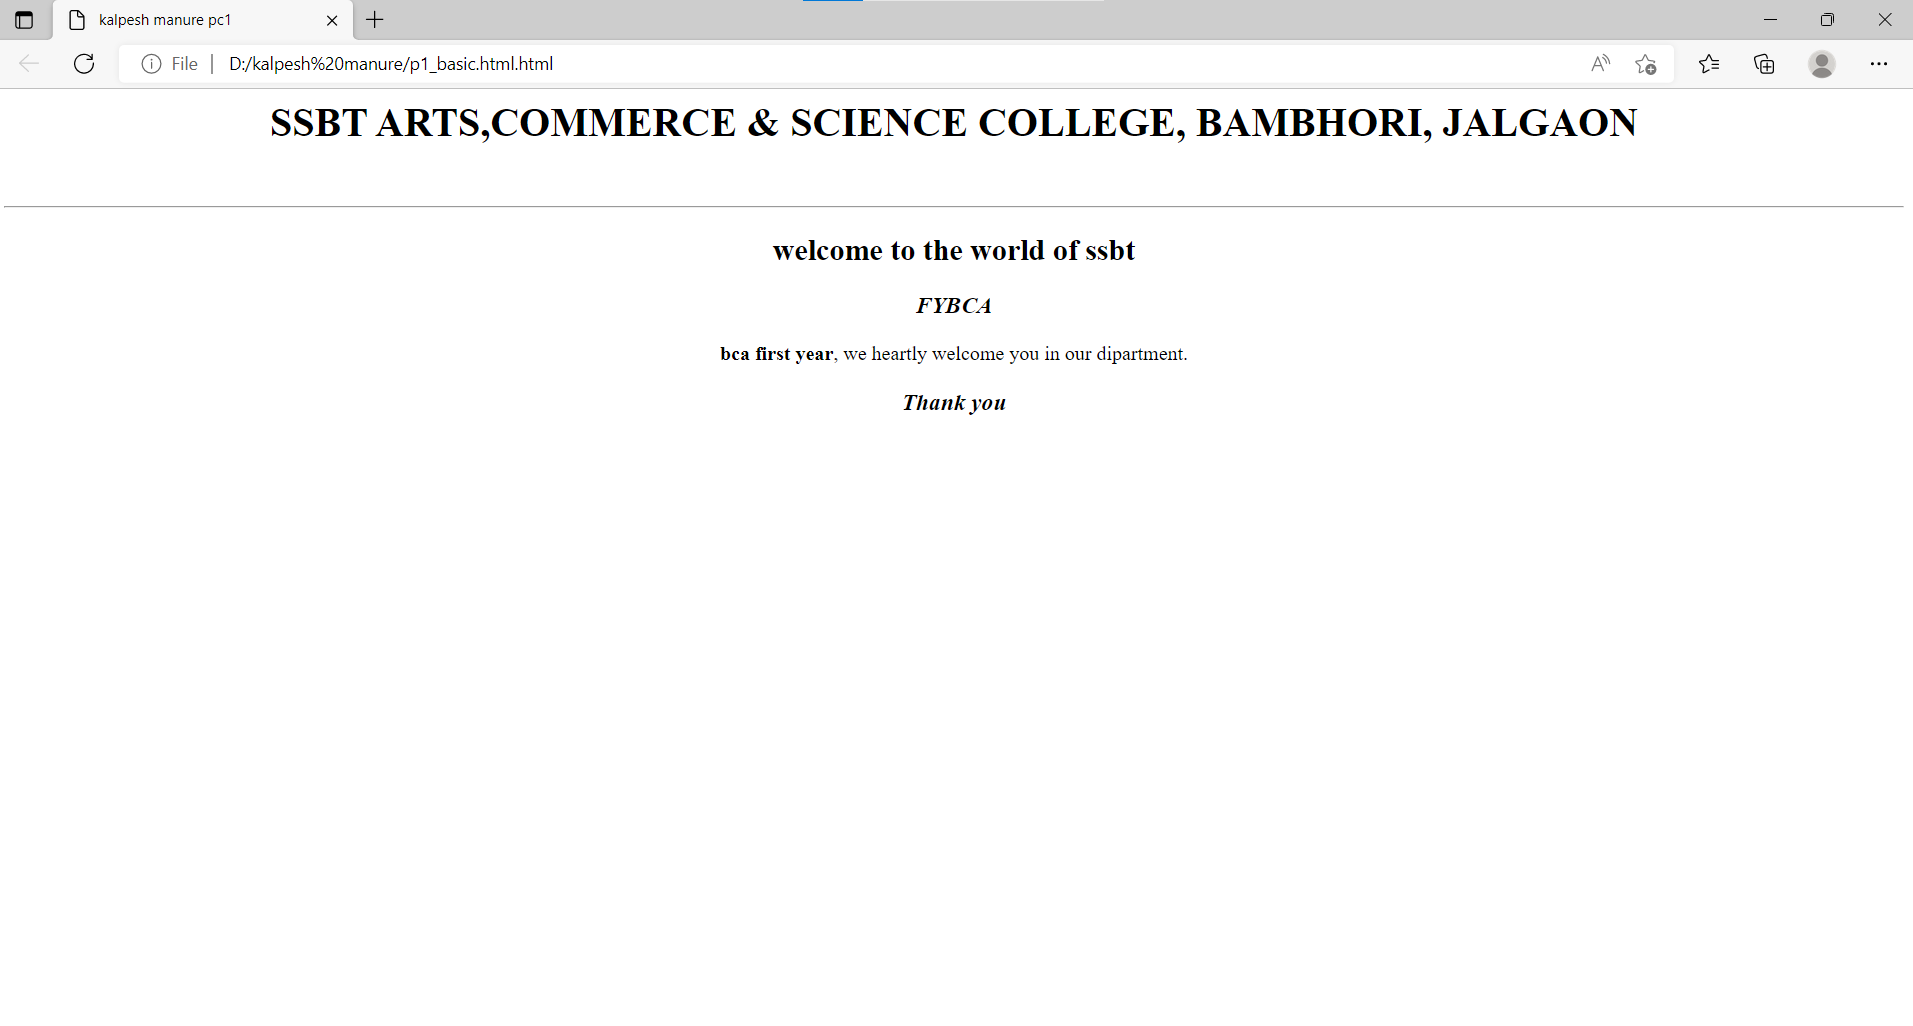 kalpesh manure pc1
File | D:/kalpesh%20manure/p1_basic.html.html
SSBT ARTS,COMMERCE & SCIENCE COLLEGE, BAMBHORI, JALGAON
welcome to the world of ssbt
FYBCA
bca first year, we heartly welcome you in our dipartment.
Thank you